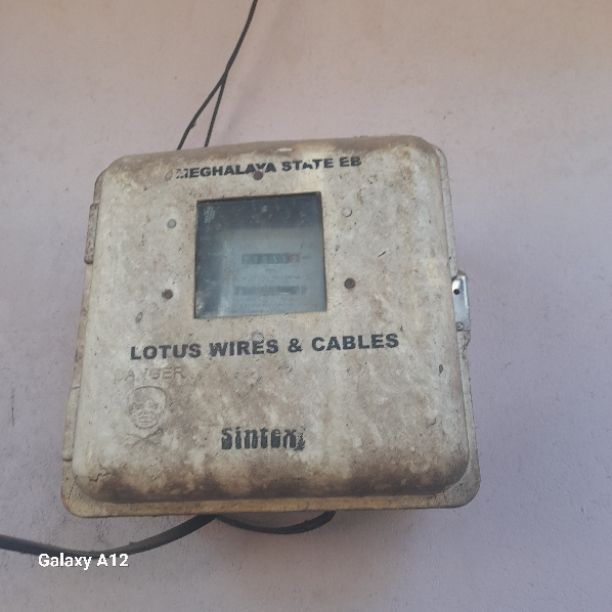 MEGHALAYA STATE EB
LOTUS WIRES & CABLES
DANGER
Sintex
Galaxy A12